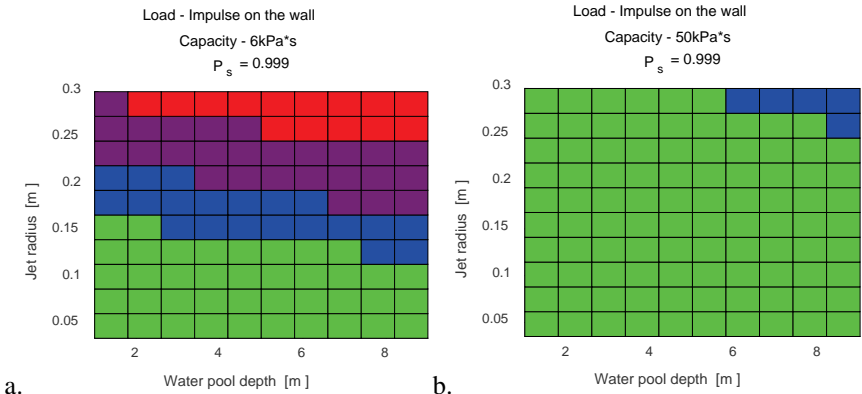 Load - Impulse on the wall
Capacity - 6kPa*s
P s = 0.999
0.3
0.25
0.2
0.15
0.1
0.05
Jet radius [m ]
2 4 6 8
Water pool depth [m ]
a.
Load - Impulse on the wall
Capacity - 50kPa*s
P s = 0.999
0.3
0.25
0.2
0.15
0.1
0.05
Jet radius [m ]
2 4 6 8
Water pool depth [m ]
b.